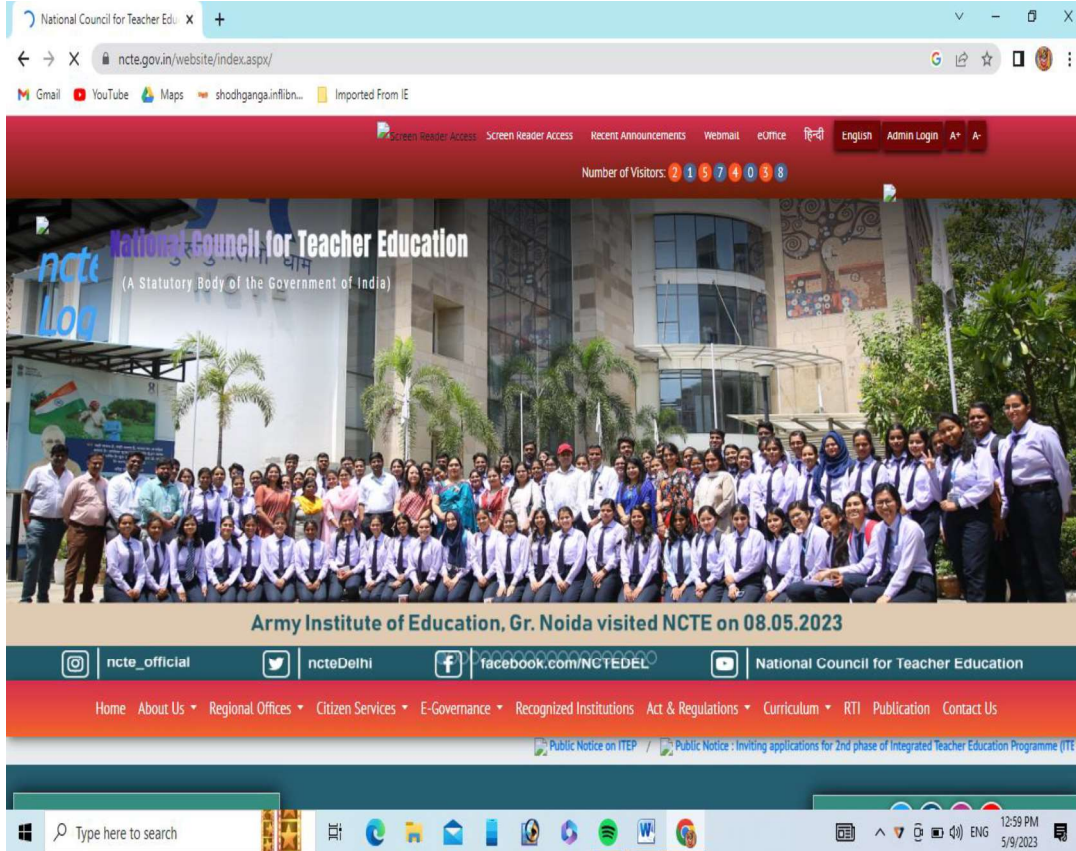 National Council for Teacher Edu
ncte.gov.in/website/index.aspx/
Gmail YouTube Maps shodhganga.inflibn... Imported From IE
Screen Reader Access Screen Reader Access Recent Announcements Webmail eOffice हिन्दी English Admin Login A+ A-
Number of Visitors: 2 1 5 7 4 0 3 8
ncte
Log
National Council for Teacher Education
(A Statutory Body of the Government of India)
Army Institute of Education, Gr. Noida visited NCTE on 08.05.2023
ncte_official ncteDelhi facebook.com/NCTEDEL National Council for Teacher Education
Home About Us Regional Offices Citizen Services E-Governance Recognized Institutions Act & Regulations Curriculum RTI Publication Contact Us
Public Notice on ITEP / Public Notice : Inviting applications for 2nd phase of Integrated Teacher Education Programme (ITE
Type here to search
ENG
12:59 PM
5/9/2023